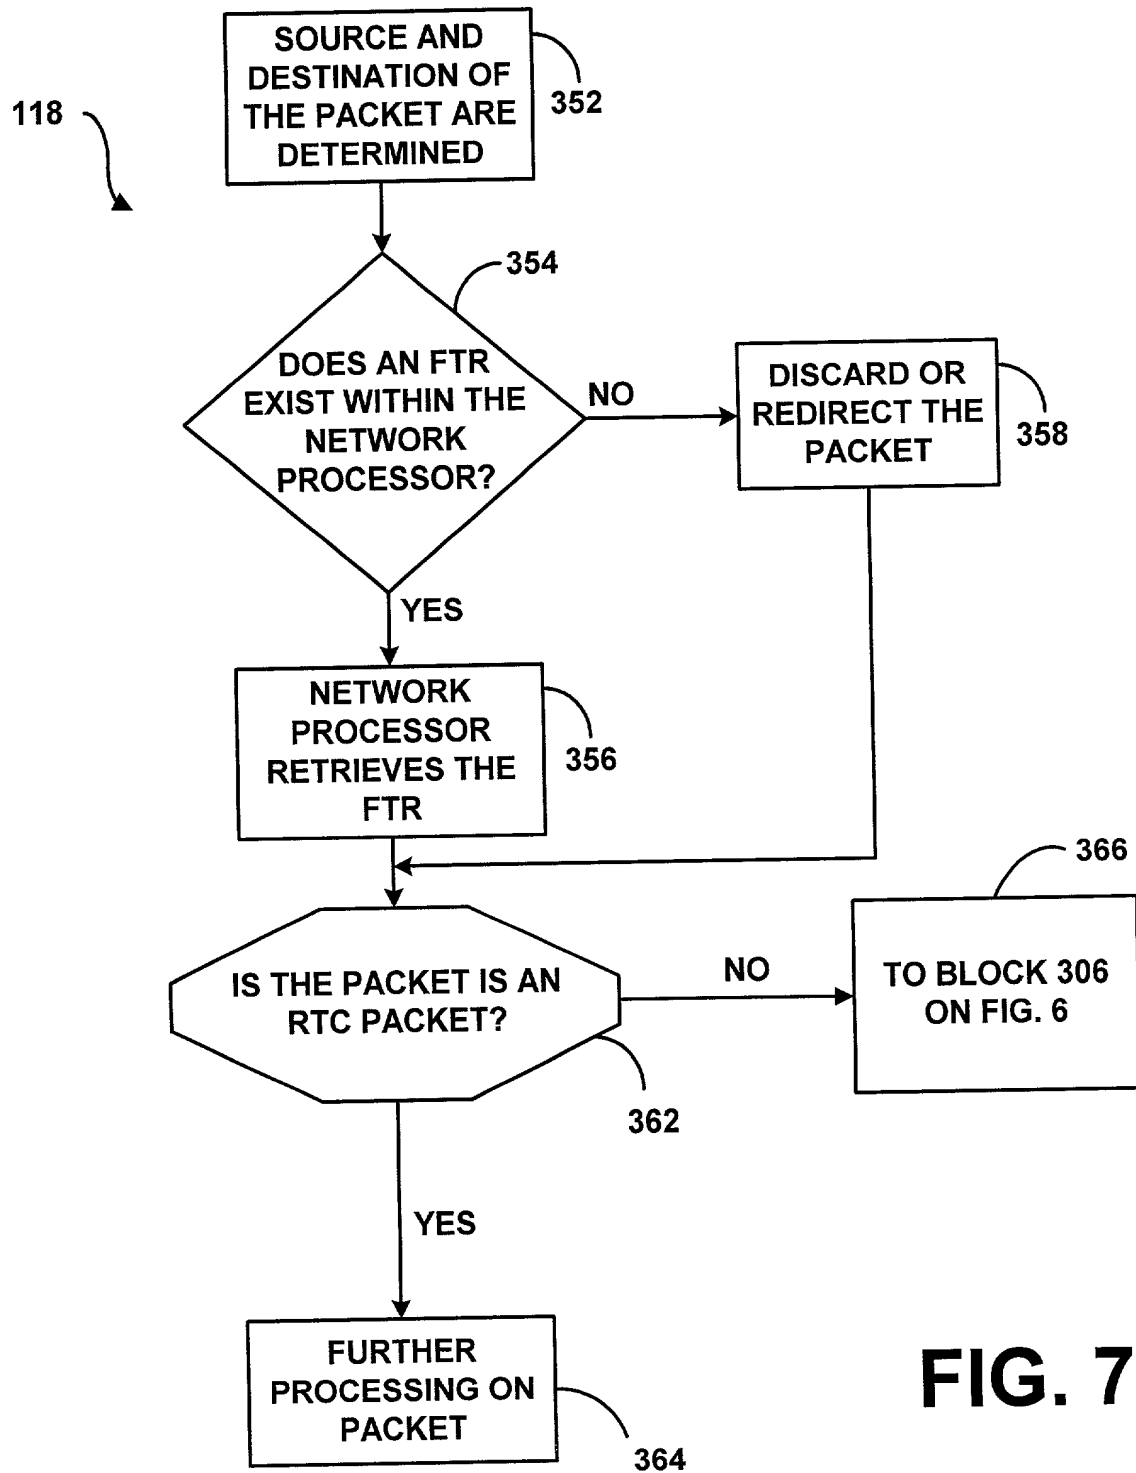 SOURCE AND
DESTINATION OF
THE PACKET ARE
DETERMINED
352
118
354
DOES AN FTR
EXIST WITHIN THE
NETWORK
PROCESSOR?
NO
DISCARD OR
REDIRECT THE
PACKET
358
YES
NETWORK
PROCESSOR
RETRIEVES THE
FTR
356
366
IS THE PACKET IS AN
RTC PACKET?
NO
TO BLOCK 306
ON FIG. 6
362
YES
FURTHER
PROCESSING ON
PACKET
364
FIG. 7